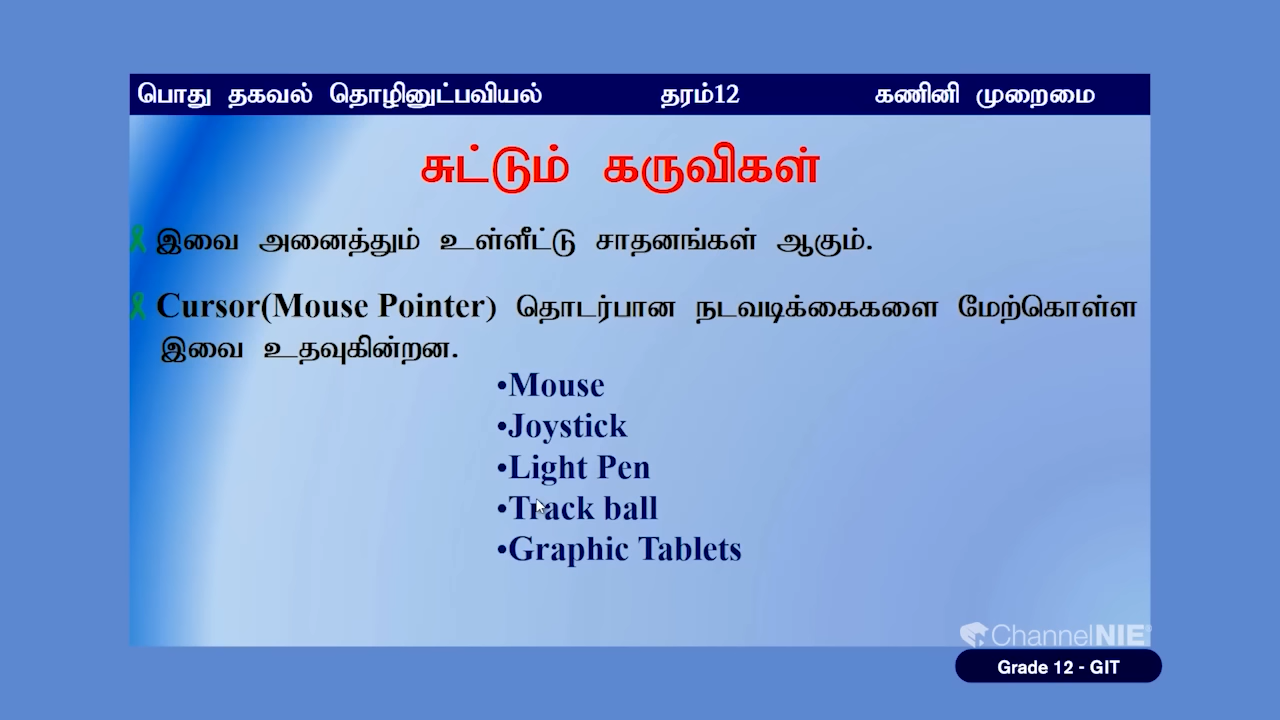 பொது தகவல் தொழினுட்பவியல் தரம்12 கணினி முறைமை
சுட்டும் கருவிகள்
இவை அனைத்தும் உள்ளீட்டு சாதனங்கள் ஆகும்.
Cursor(Mouse Pointer) தொடர்பான நடவடிக்கைகளை மேற்கொள்ள
இவை உதவுகின்றன.
•Mouse
•Joystick
•Light Pen
•Track ball
•Graphic Tablets
ChannelNIE®
Grade 12 - GIT